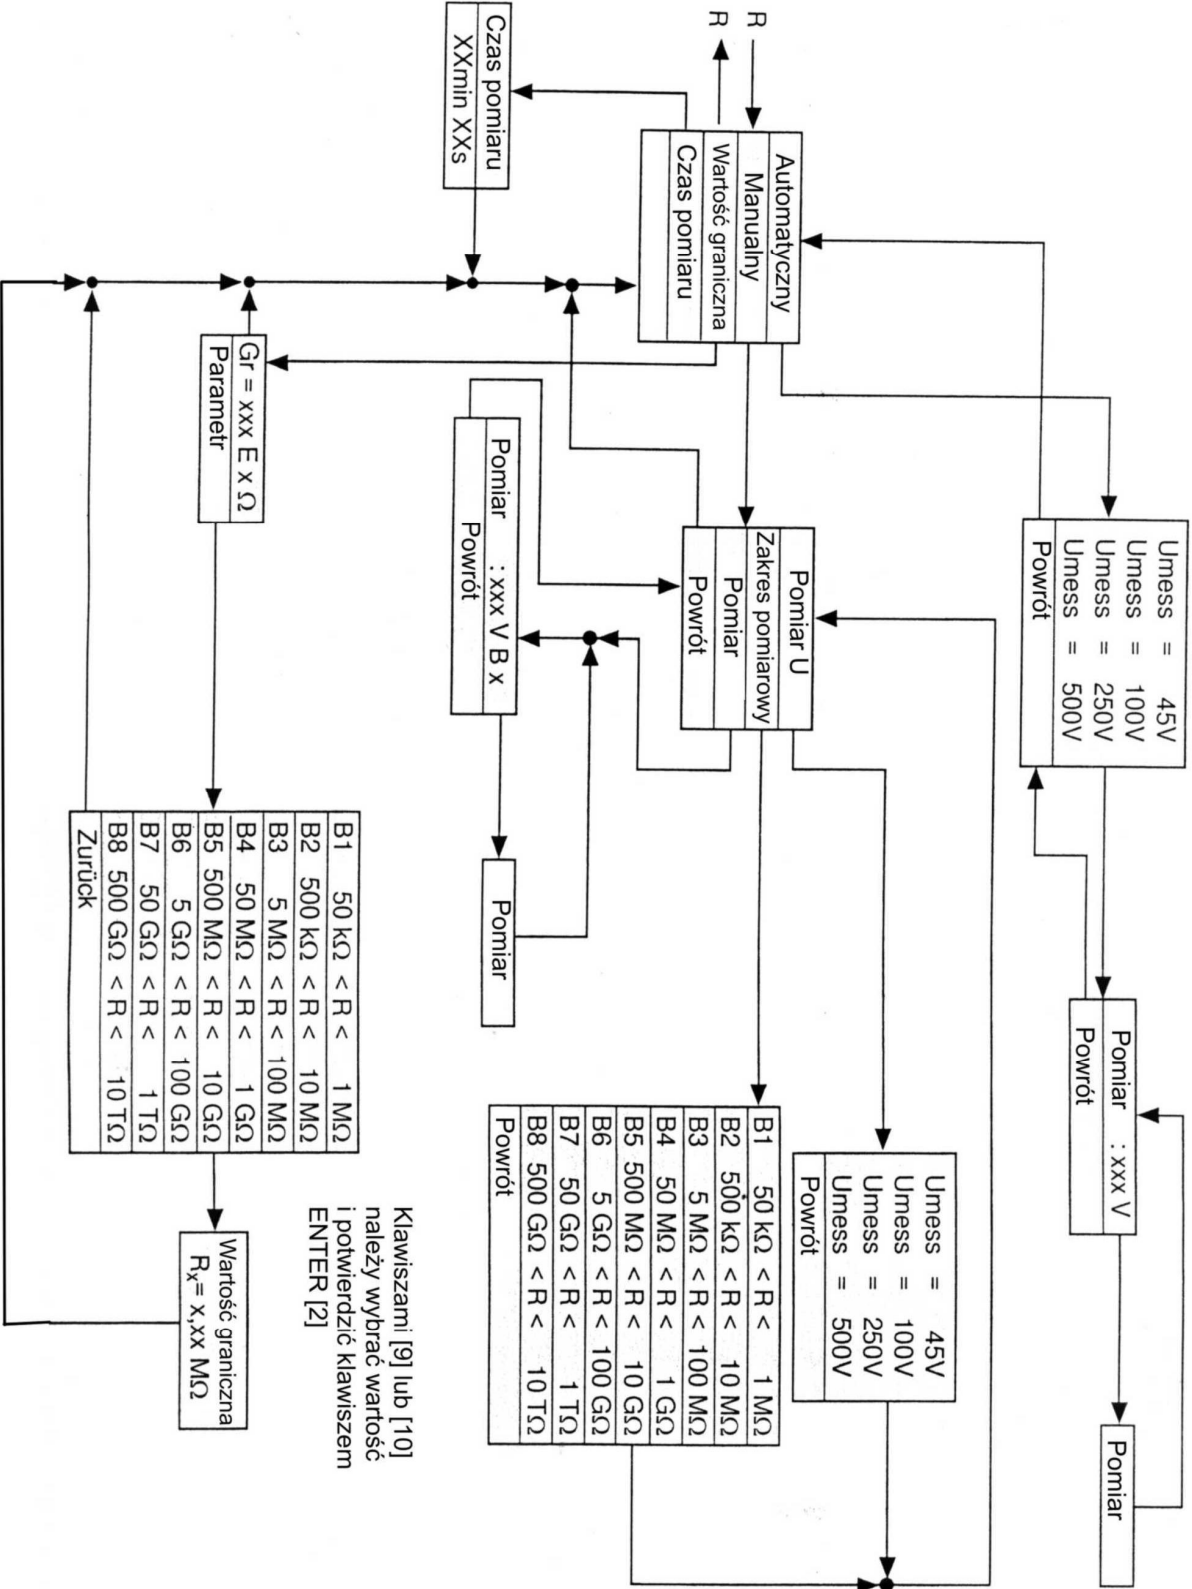 R
R
Automatyczny
Manualny
Wartość graniczna
Czas pomiaru
Czas pomiaru
XXmin XXs
Umess = 45V
Umess = 100V
Umess = 250V
Umess = 500V
Powrót
Pomiar : xxx V
Powrót
Pomiar
Pomiar U
Zakres pomiarowy
Pomiar
Powrót
Umess = 45V
Umess = 100V
Umess = 250V
Umess = 500V
Powrót
B1 50 kΩ < R < 1 MΩ
B2 500 kΩ < R < 10 MΩ
B3 5 MΩ < R < 100 MΩ
B4 50 MΩ < R < 1 GΩ
B5 500 MΩ < R < 10 GΩ
B6 5 GΩ < R < 100 GΩ
B7 50 GΩ < R < 1 TΩ
B8 500 GΩ < R < 10 TΩ
Powrót
Pomiar : xxx V B x
Powrót
Pomiar
Gr = xxx E x Ω
Parametr
B1 50 kΩ < R < 1 MΩ
B2 500 kΩ < R < 10 MΩ
B3 5 MΩ < R < 100 MΩ
B4 50 MΩ < R < 1 GΩ
B5 500 MΩ < R < 10 GΩ
B6 5 GΩ < R < 100 GΩ
B7 50 GΩ < R < 1 TΩ
B8 500 GΩ < R < 10 TΩ
Zurück
Klawiszami [9] lub [10]
należy wybrać wartość
i potwierdzić klawiszem
ENTER [2]
Wartość graniczna
Rx= x,xx MΩ